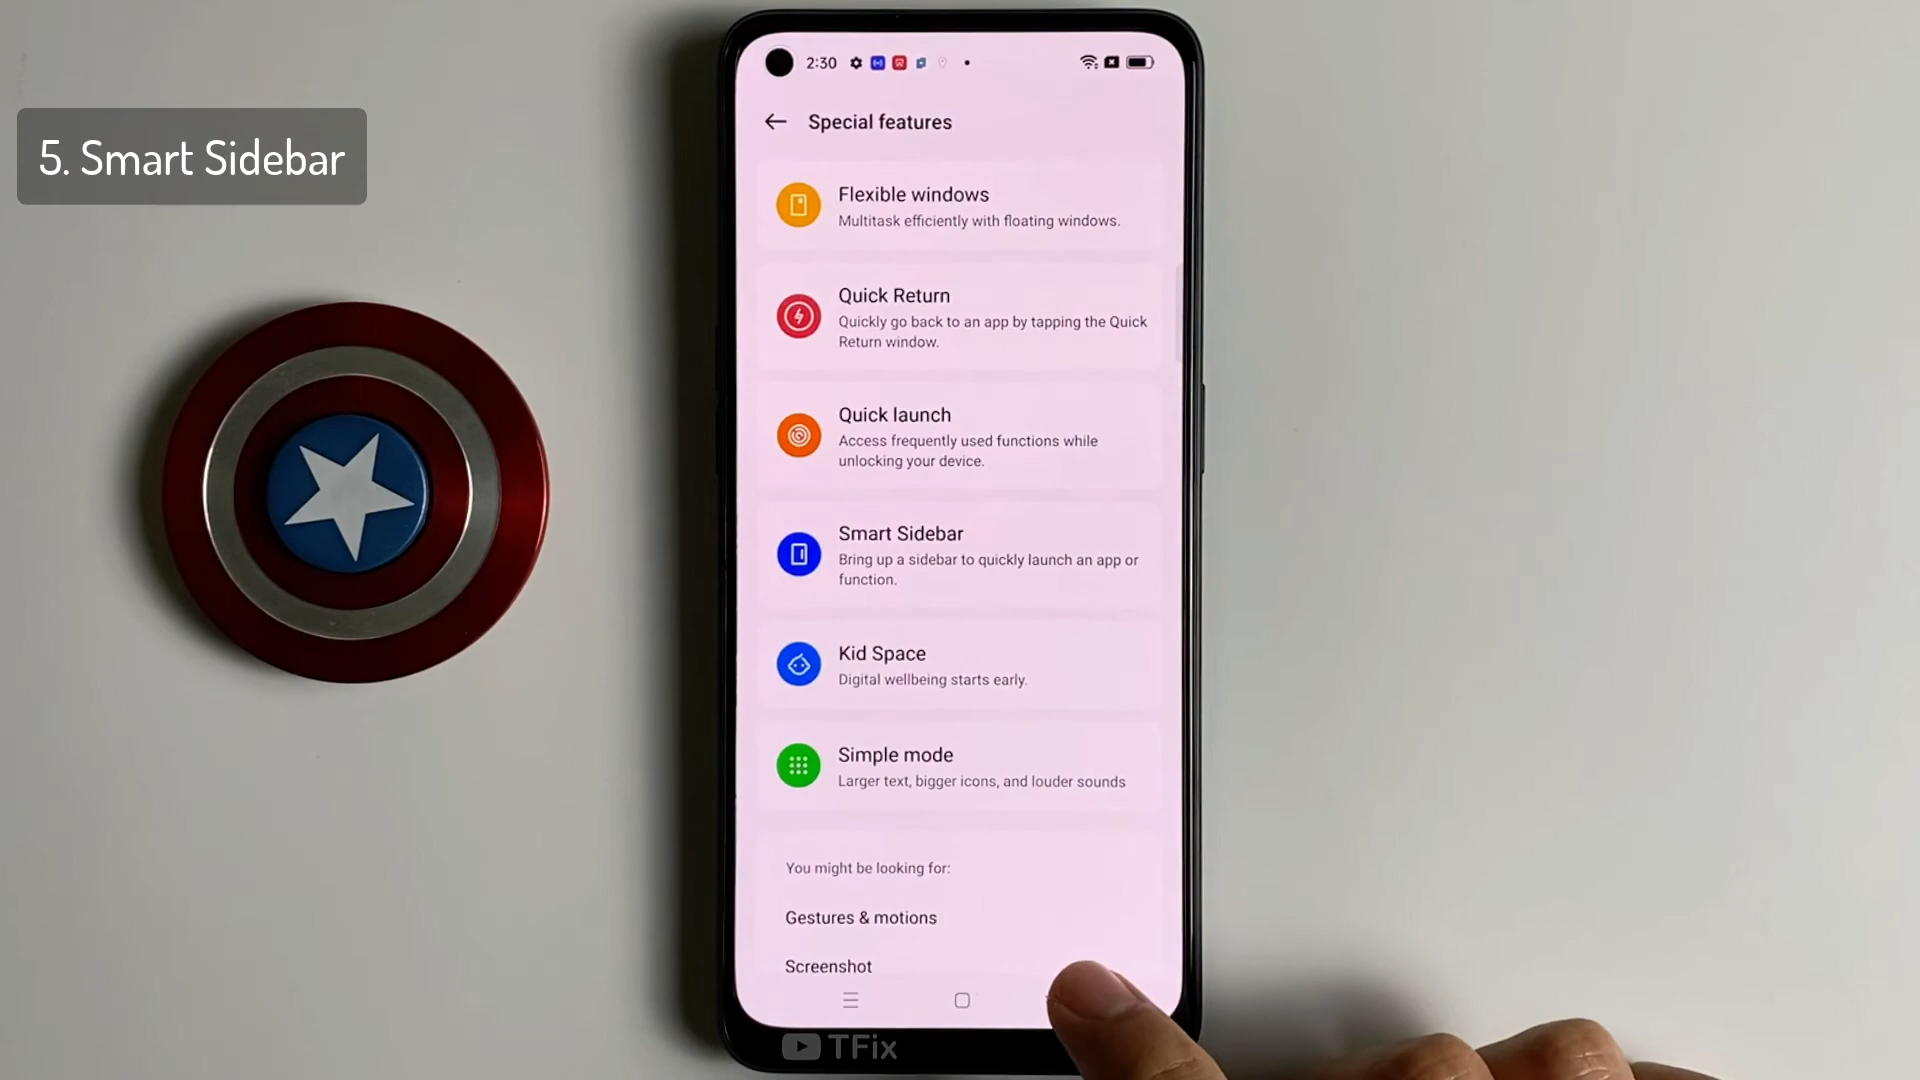 5. Smart Sidebar
2:30
Special features
Flexible windows
Multitask efficiently with floating windows.
Quick Return
Quickly go back to an app by tapping the Quick
Return window.
Quick launch
Access frequently used functions while
unlocking your device.
Smart Sidebar
Bring up a sidebar to quickly launch an app or
function.
Kid Space
Digital wellbeing starts early.
Simple mode
Larger text, bigger icons, and louder sounds
You might be looking for:
Gestures & motions
Screenshot
TFix